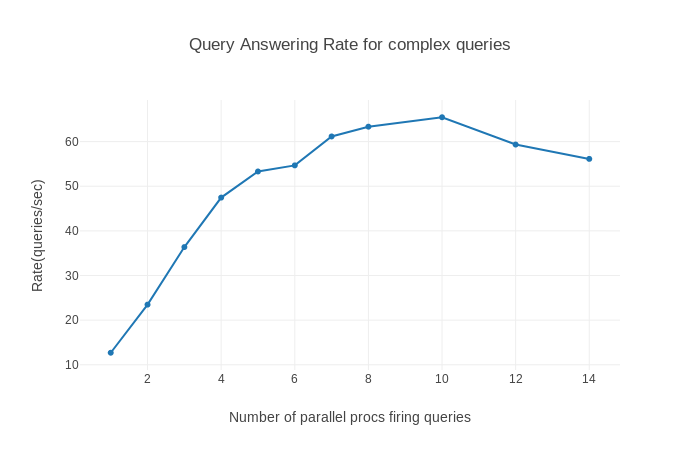 Query Answering Rate for complex queries
60
50
40
30
20
10
Rate(queries/sec)
2 4 6 8 10 12 14
Number of parallel procs firing queries